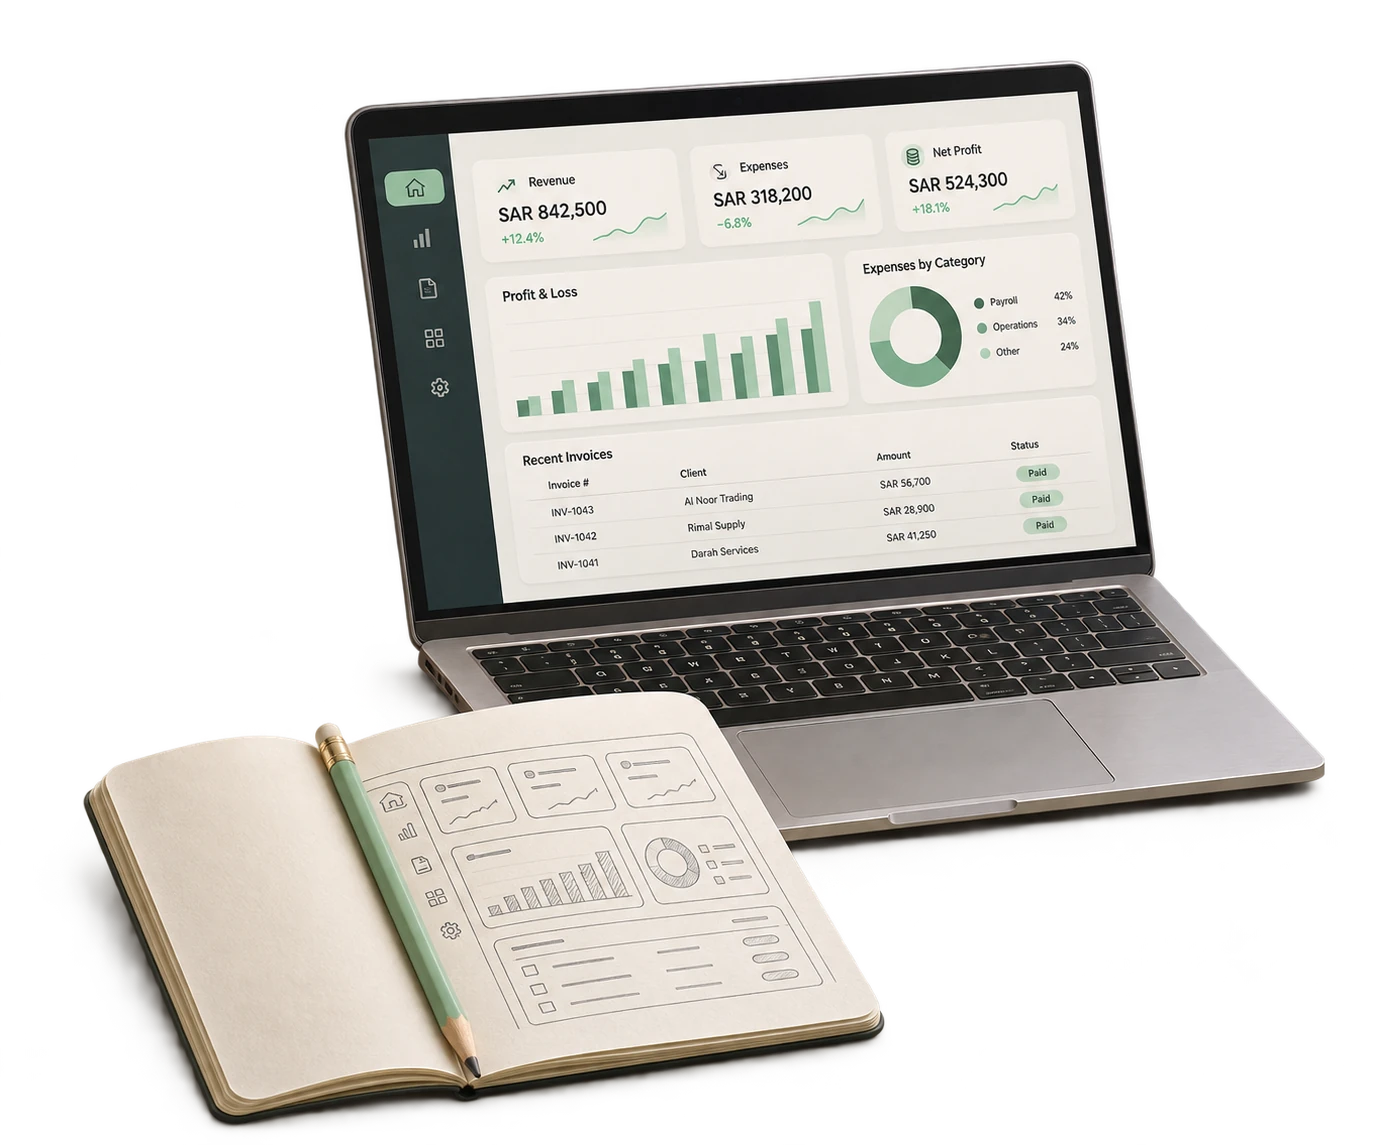 Revenue
SAR 842,500
+12.4%
Expenses
SAR 318,200
-6.8%
Net Profit
SAR 524,300
+18.1%
Profit & Loss
Expenses by Category
Payroll 42%
Operations 34%
Other 24%
Recent Invoices
Invoice # Client Amount Status
INV-1043 Al Noor Trading SAR 56,700 Paid
INV-1042 Rimal Supply SAR 28,900 Paid
INV-1041 Darah Services SAR 41,250 Paid